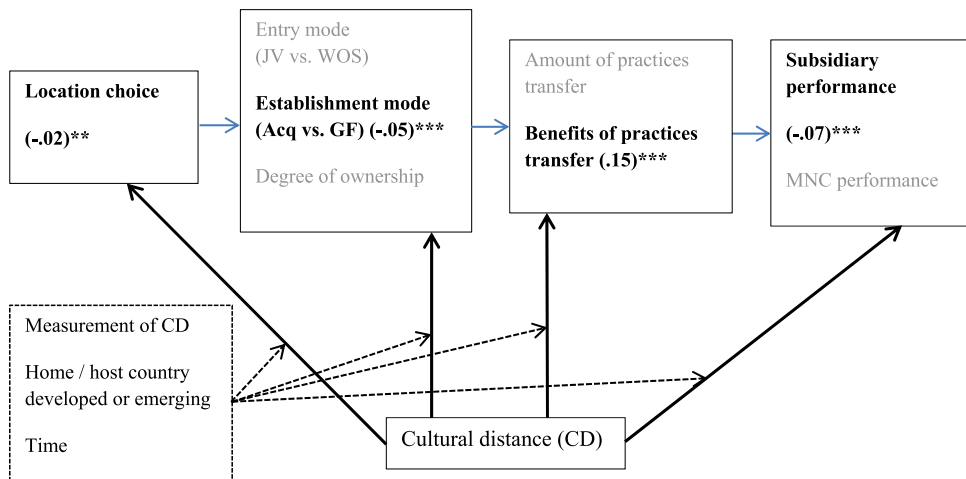 Location choice
(-.02)**
Entry mode
(JV vs. WOS)
Establishment mode
(Acq vs. GF) (-.05)***
Degree of ownership
Amount of practices
transfer
Benefits of practices
transfer (.15)***
Subsidiary
performance
(-.07)***
MNC performance
Measurement of CD
Home / host country
developed or emerging
Time
Cultural distance (CD)